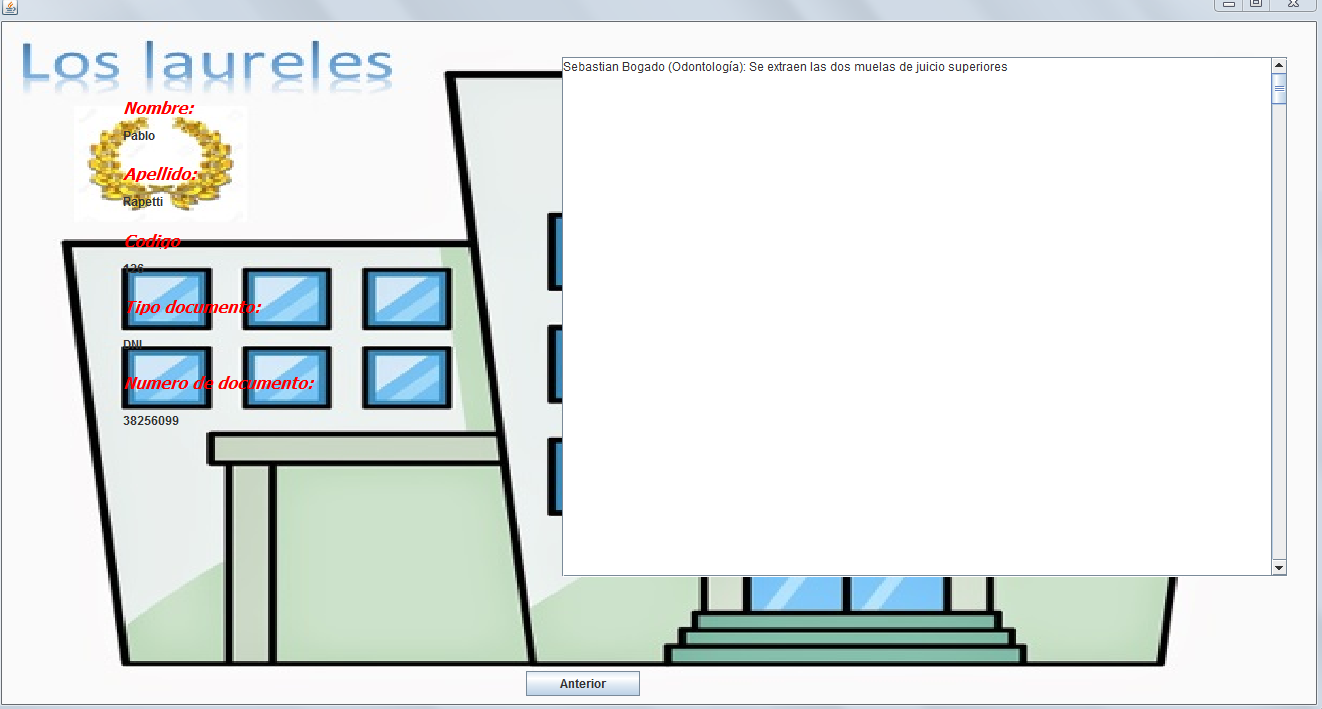 Los laureles
Nombre:
Pablo
Apellido:
Rapetti
Codigo
126
Tipo documento:
DNI
Numero de documento:
38256099
Sebastian Bogado (Odontología): Se extraen las dos muelas de juicio superiores
Anterior